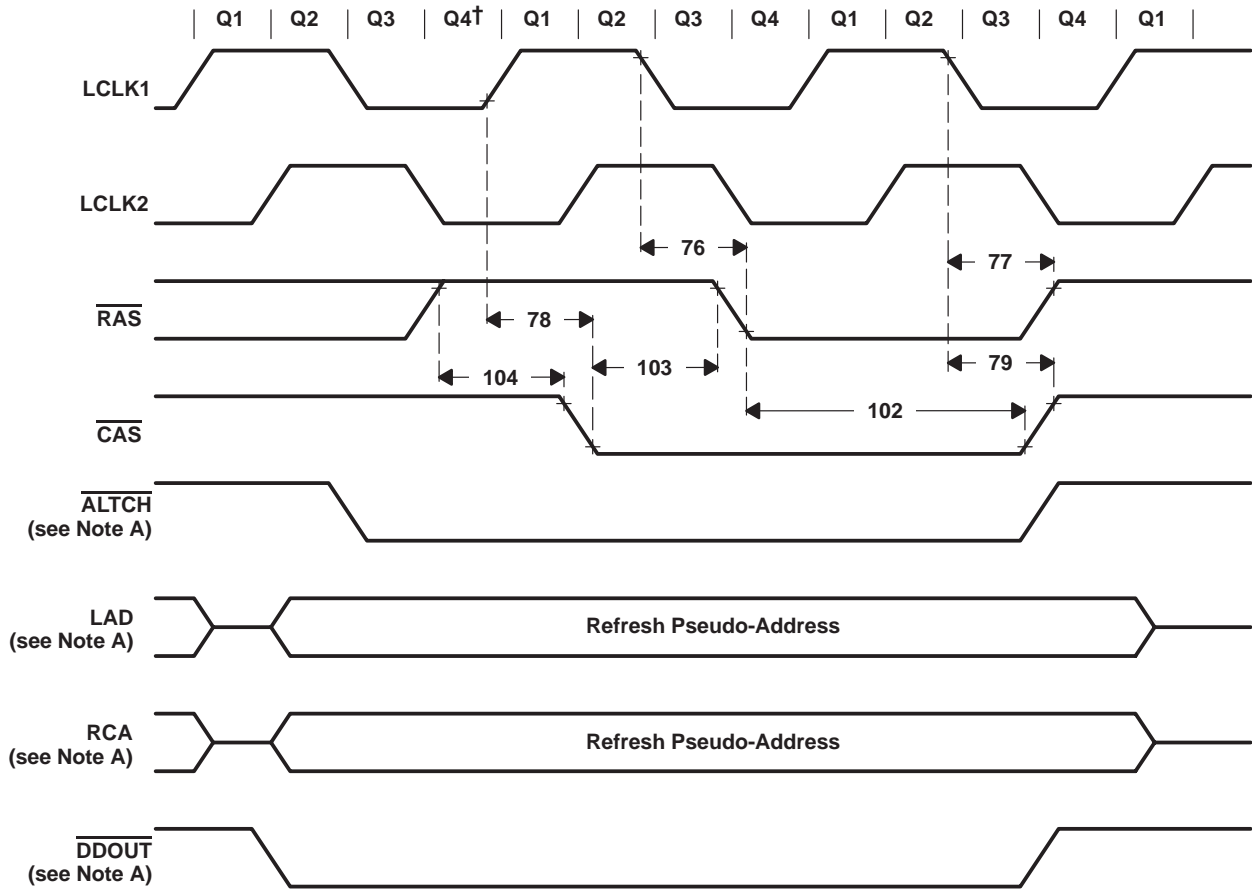 Q1 Q2 Q3 Q4† Q1 Q2 Q3 Q4 Q1 Q2 Q3 Q4 Q1
LCLK1
LCLK2
76
77
RAS
78
79
104
103
102
CAS
ALTCH
(see Note A)
LAD
(see Note A)
Refresh Pseudo-Address
RCA
(see Note A)
Refresh Pseudo-Address
DDOUT
(see Note A)